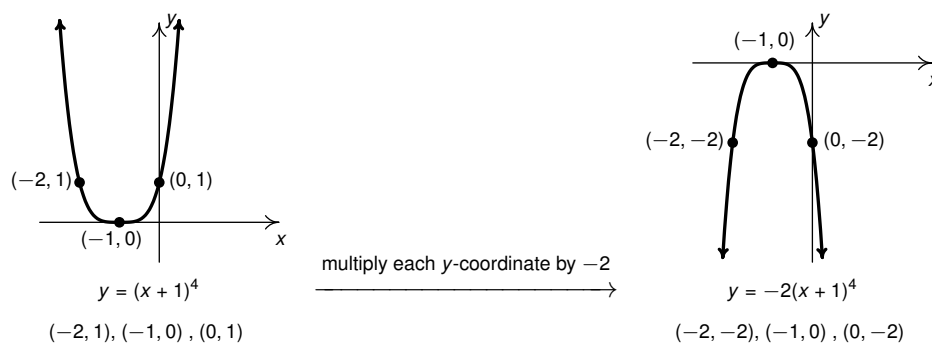 y
(−2, 1)
(0, 1)
(−1, 0)
x
y = (x + 1)⁴
(−2, 1), (−1, 0) , (0, 1)
multiply each y-coordinate by −2
y
(−1, 0)
x
(−2, −2)
(0, −2)
y = −2(x + 1)⁴
(−2, −2), (−1, 0) , (0, −2)